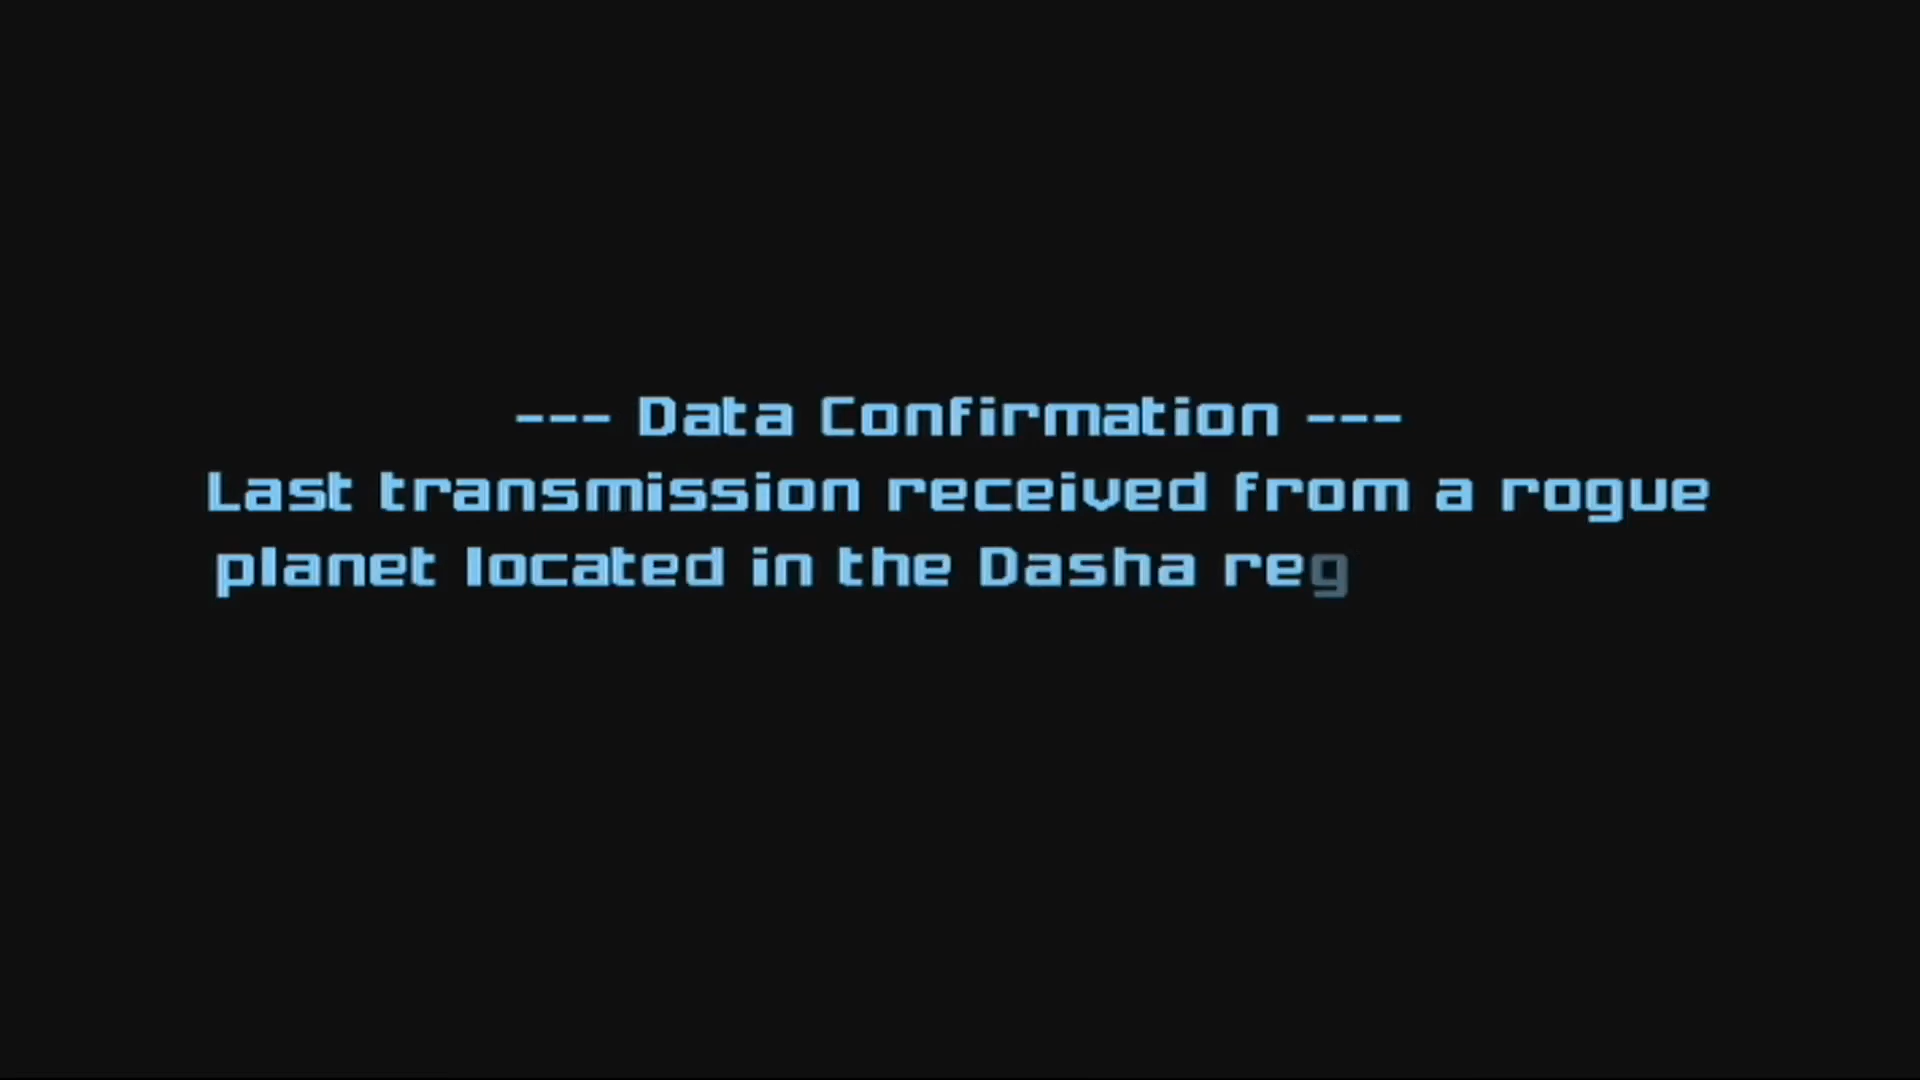 --- Data Confirmation ---
Last transmission received from a rogue
planet located in the Dasha reg